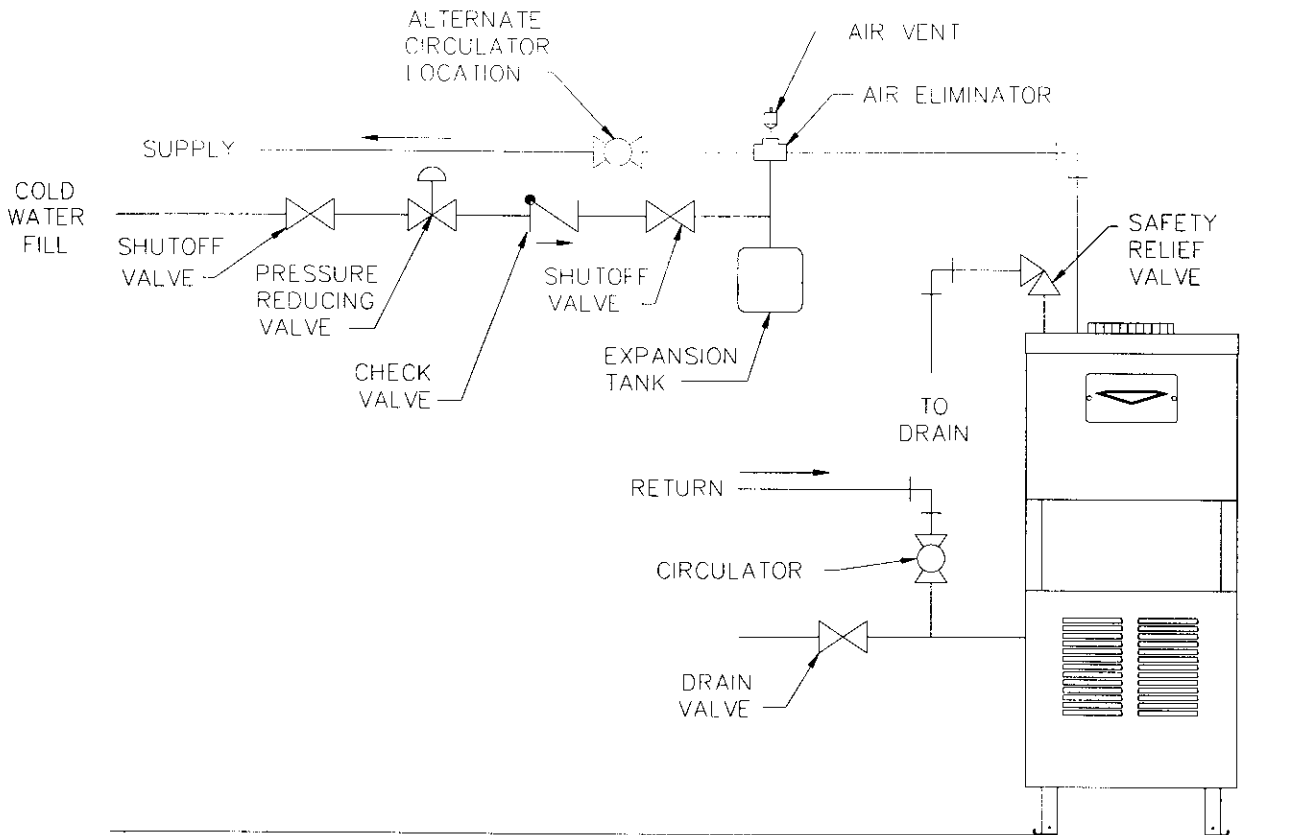 ALTERNATE
CIRCULATOR
LOCATION
AIR VENT
AIR ELIMINATOR
SUPPLY
COLD
WATER
FILL
SHUTOFF
VALVE
PRESSURE
REDUCING
VALVE
CHECK
VALVE
SHUTOFF
VALVE
EXPANSION
TANK
SAFETY
RELIEF
VALVE
TO
DRAIN
RETURN
CIRCULATOR
DRAIN
VALVE